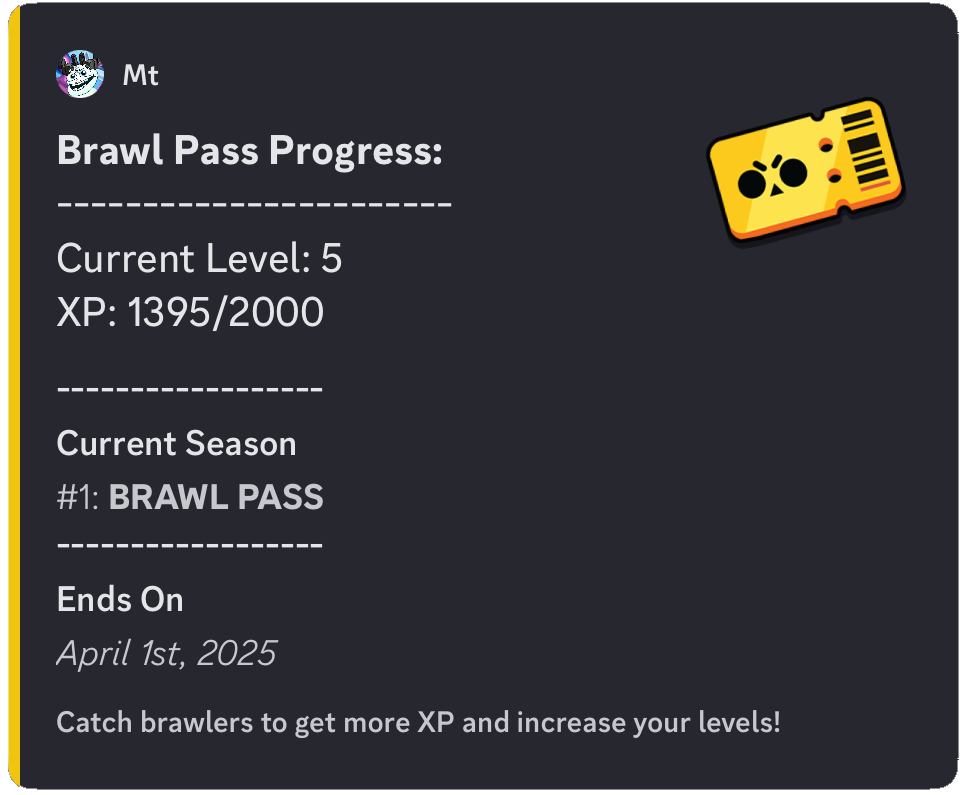 Mt
Brawl Pass Progress:
-----------------------
Current Level: 5
XP: 1395/2000
------------------
Current Season
#1: BRAWL PASS
------------------
Ends On
April 1st, 2025
Catch brawlers to get more XP and increase your levels!